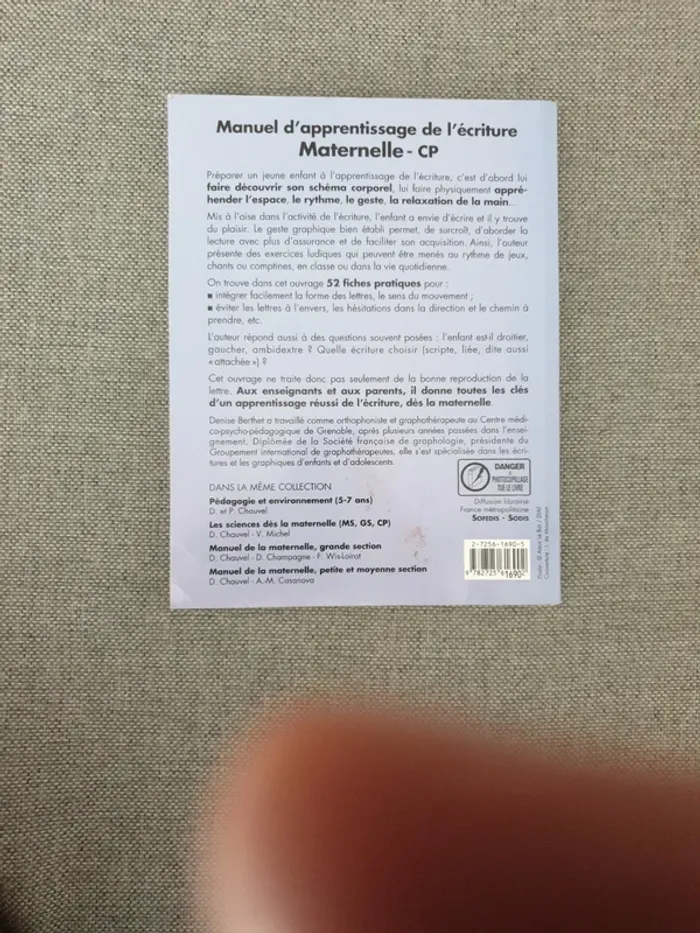 Manuel d'apprentissage de l'écriture
Maternelle - CP
Préparer un jeune enfant à l'apprentissage de l'écriture, c'est d'abord lui
faire découvrir son schéma corporel, lui faire physiquement appré-
hender l'espace, le rythme, le geste, la relaxation de la main...
Mis à l'aise dans l'activité de l'écriture, l'enfant a envie d'écrire et il y trouve
du plaisir. Le geste graphique bien établi permet, de surcroît, d'aborder la
lecture avec plus d'assurance et de faciliter son acquisition. Ainsi, l'auteur
présente des exercices ludiques qui peuvent être menés au rythme de jeux,
chants ou comptines, en classe ou dans la vie quotidienne.
On trouve dans cet ouvrage 52 fiches pratiques pour :
■ intégrer facilement la forme des lettres, le sens du mouvement ;
■ éviter les lettres à l'envers, les hésitations dans la direction et le chemin à
prendre, etc.
L'auteur répond aussi à des questions souvent posées : l'enfant est-il droitier,
gaucher, ambidextre ? Quelle écriture choisir (scripte, liée, dite aussi
« attachée ») ?
Cet ouvrage ne traite donc pas seulement de la bonne reproduction de la
lettre. Aux enseignants et aux parents, il donne toutes les clés
d'un apprentissage réussi de l'écriture, dès la maternelle.
Denise Berthet a travaillé comme orthophoniste et graphothérapeute au Centre médi-
co-psycho-pédagogique de Grenoble, après plusieurs années passées dans l'ensei-
gnement. Diplômée de la Société française de graphologie, présidente du
Groupement international de graphothérapeutes, elle s'est spécialisée dans les écri-
tures et les graphiques d'enfants et d'adolescents.
DANS LA MÊME COLLECTION
Pédagogie et environnement (5-7 ans)
D. et P. Chauvel
Les sciences dès la maternelle (MS, GS, CP)
D. Chauvel - V. Michel
Manuel de la maternelle, grande section
D. Chauvel - D. Champagne - F. Wis-Loirat
Manuel de la maternelle, petite et moyenne section
D. Chauvel - A.-M. Casanova
DANGER
PHOTOCOPILLAGE
TUE LE LIVRE
Diffusion librairie
France métropolitaine
SOFEDIS - SODIS
2-7256-1690-5
9 782725 616902